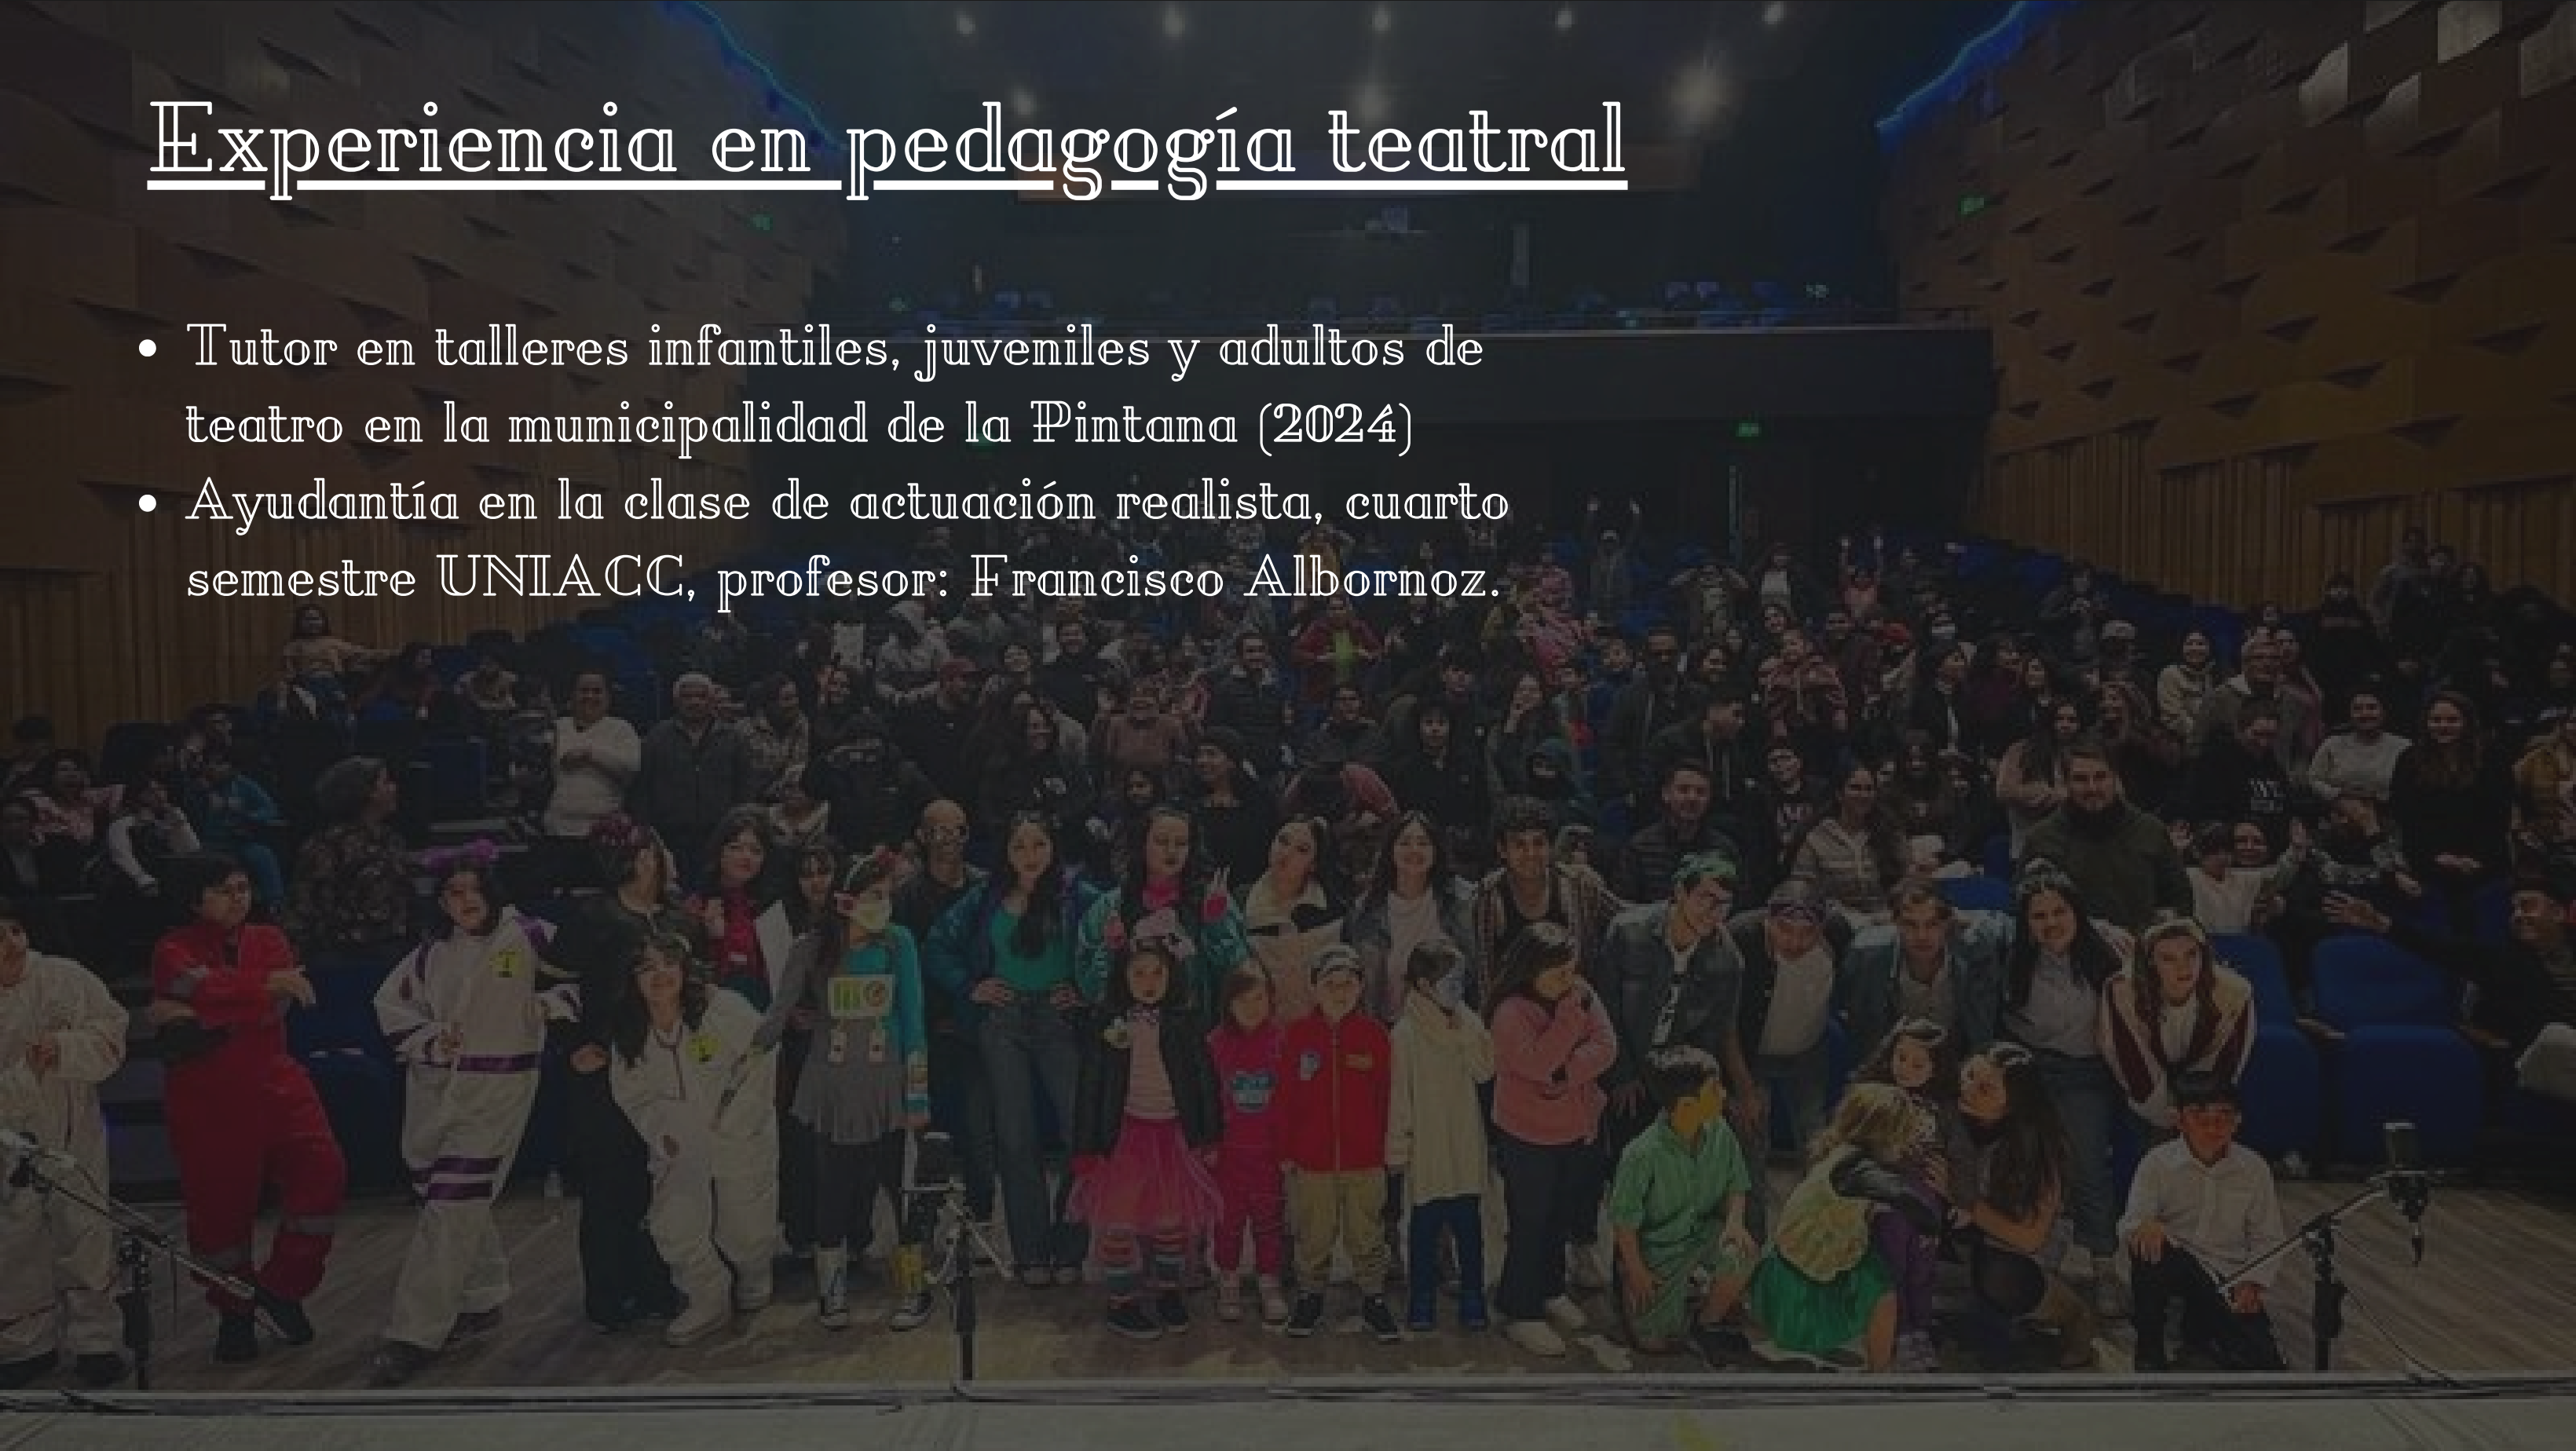 Experiencia en pedagogía teatral
• Tutor en talleres infantiles, juveniles y adultos de
teatro en la municipalidad de la Pintana (2024)
• Ayudantía en la clase de actuación realista, cuarto
semestre UNIACC, profesor: Francisco Albornoz.